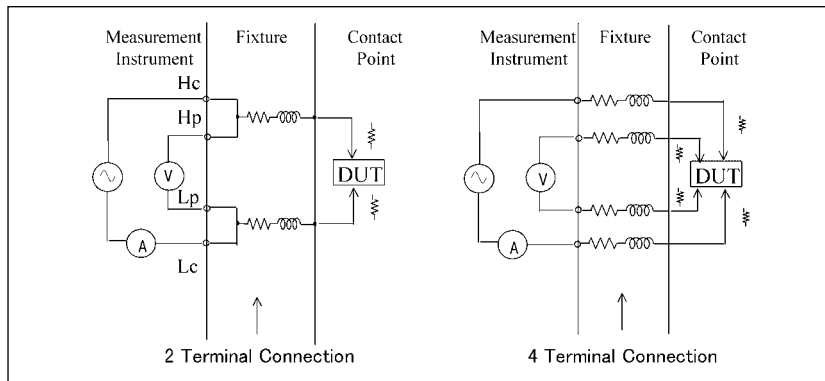 Measurement
Instrument
Fixture
Contact
Point
Hc
Hp
V
Lp
A
Lc
DUT
2 Terminal Connection
Measurement
Instrument
Fixture
Contact
Point
V
A
DUT
4 Terminal Connection